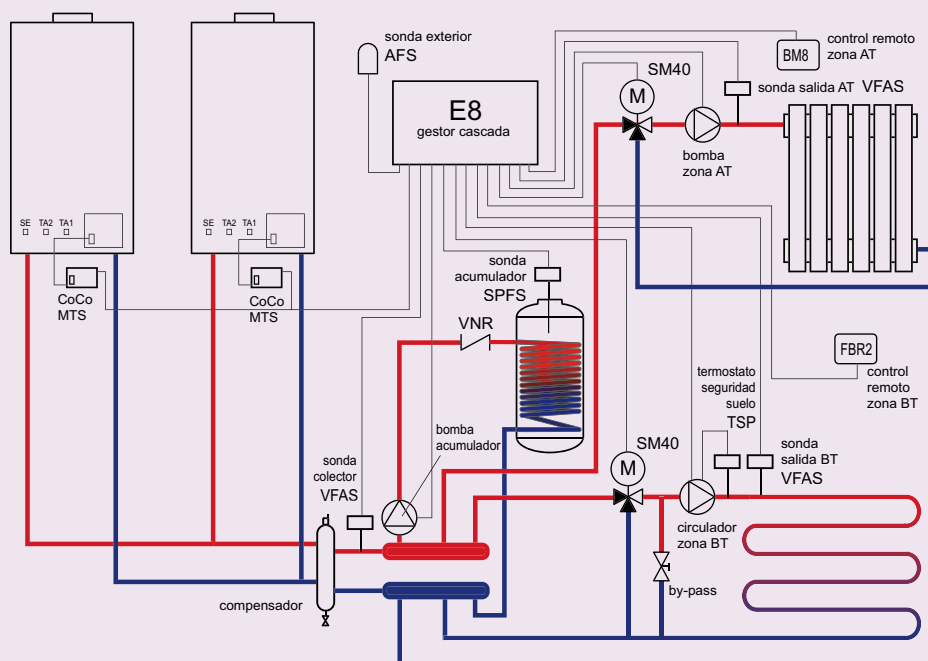 sonda exterior
AFS
E8
gestor cascada
SM40
M
bomba
zona AT
sonda salida AT VFAS
BM8
control remoto
zona AT
SE TA2 TA1
SE TA2 TA1
CoCo
MTS
CoCo
MTS
sonda
acumulador
SPFS
VNR
bomba
acumulador
sonda
colector
VFAS
compensador
SM40
M
termostato
seguridad
suelo
TSP
sonda
salida BT
VFAS
FBR2
control
remoto
zona BT
circulador
zona BT
by-pass